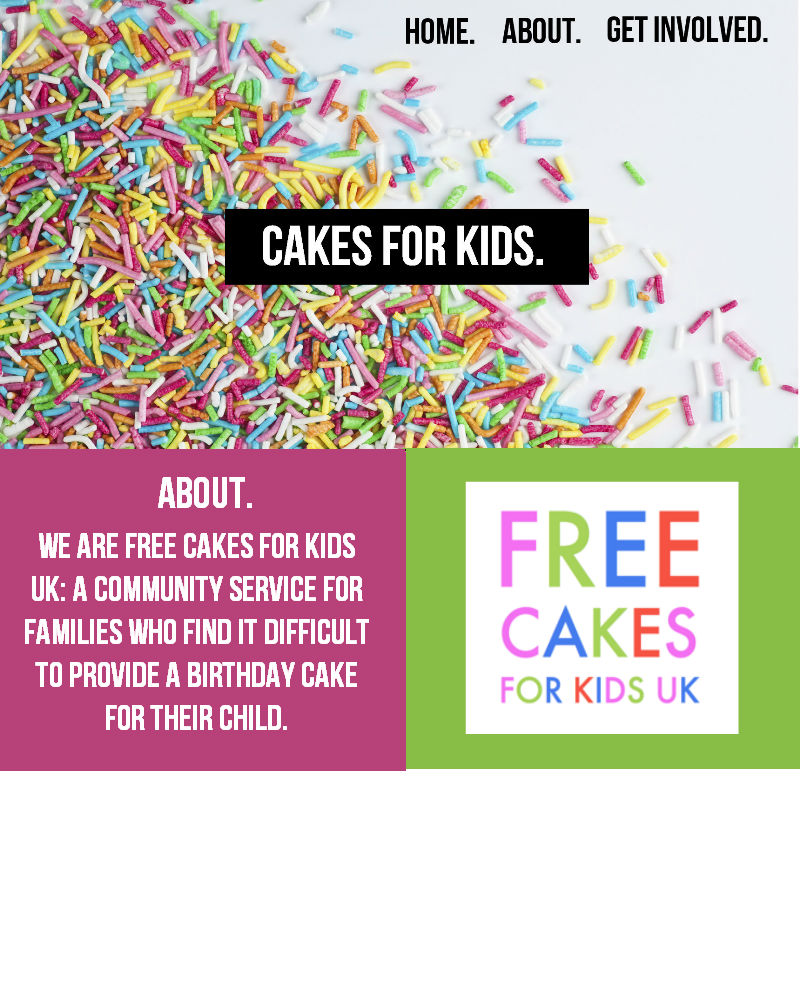 HOME. ABOUT. GET INVOLVED.
CAKES FOR KIDS.
ABOUT.
WE ARE FREE CAKES FOR KIDS
UK: A COMMUNITY SERVICE FOR
FAMILIES WHO FIND IT DIFFICULT
TO PROVIDE A BIRTHDAY CAKE
FOR THEIR CHILD.
FREE
CAKES
FOR KIDS UK